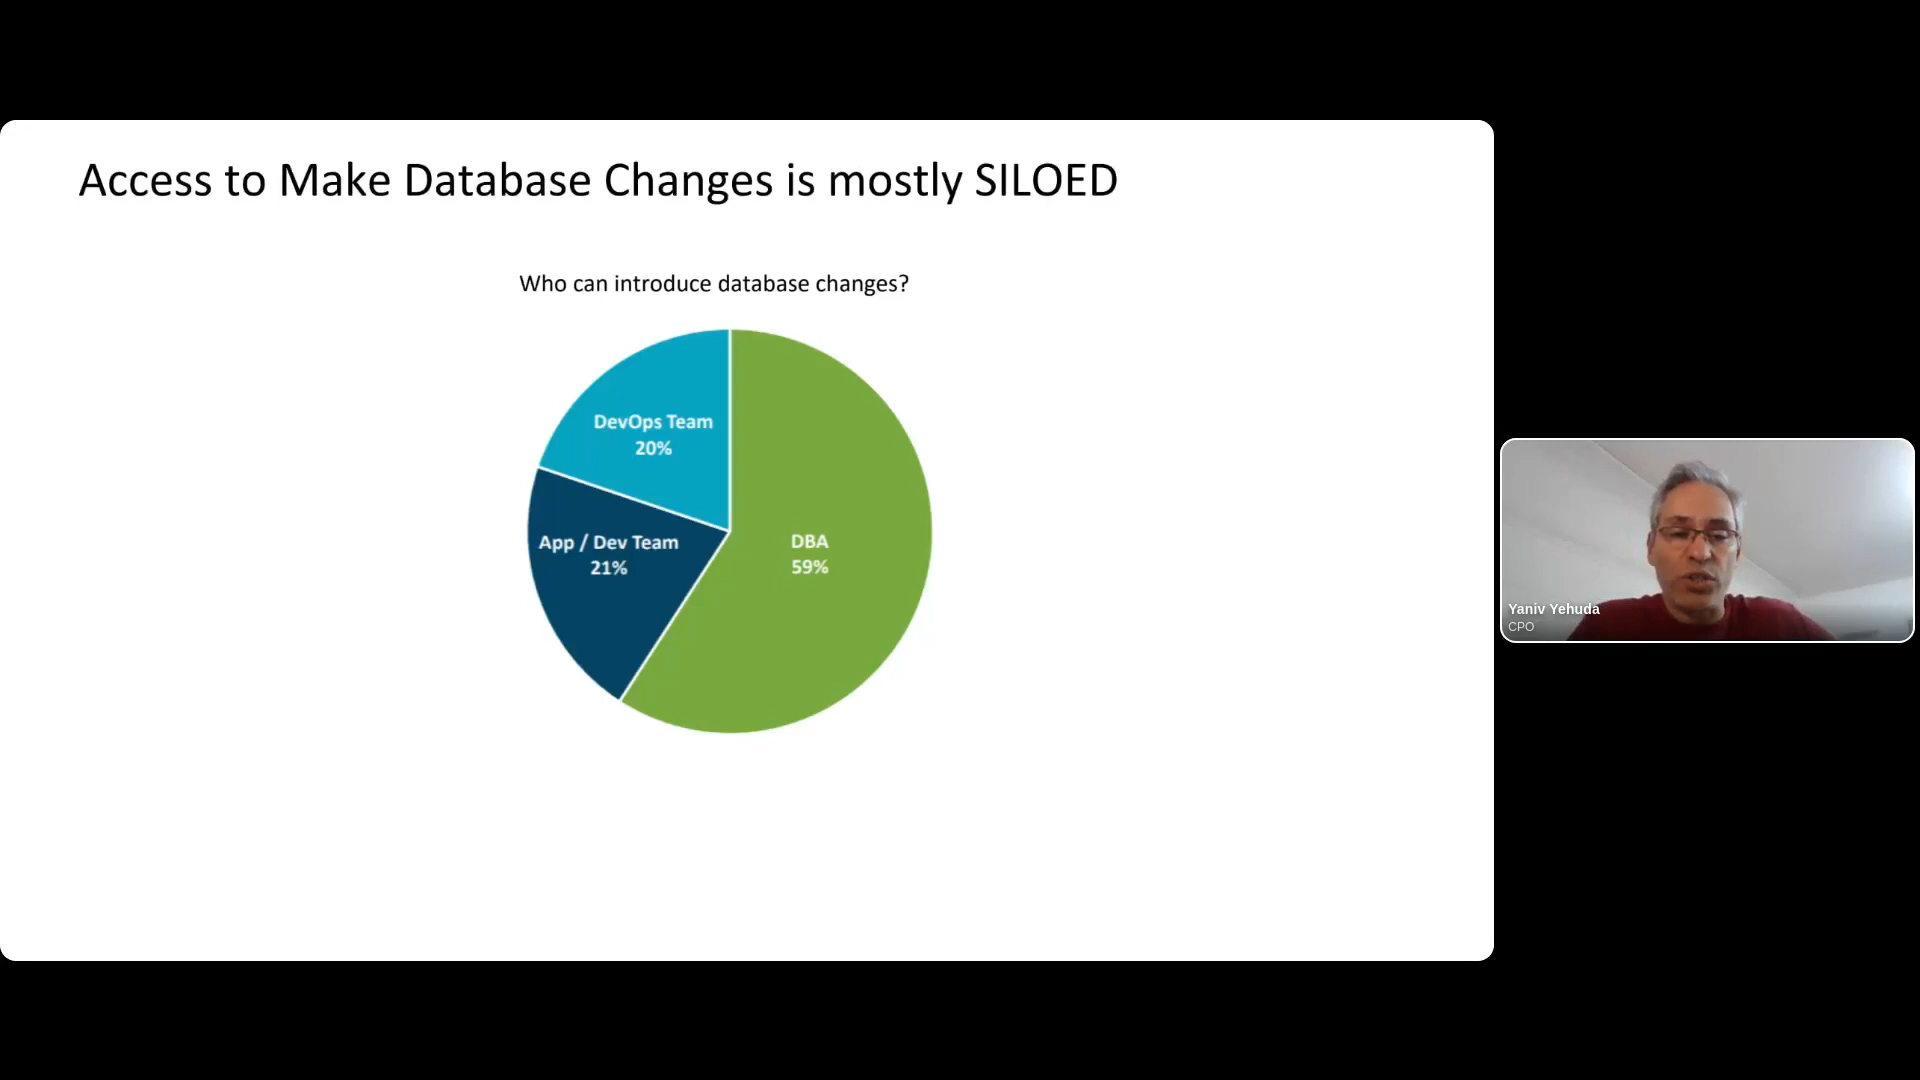 Access to Make Database Changes is mostly SILOED
Who can introduce database changes?
DevOps Team
20%
App / Dev Team
21%
DBA
59%
Yaniv Yehuda
CPO